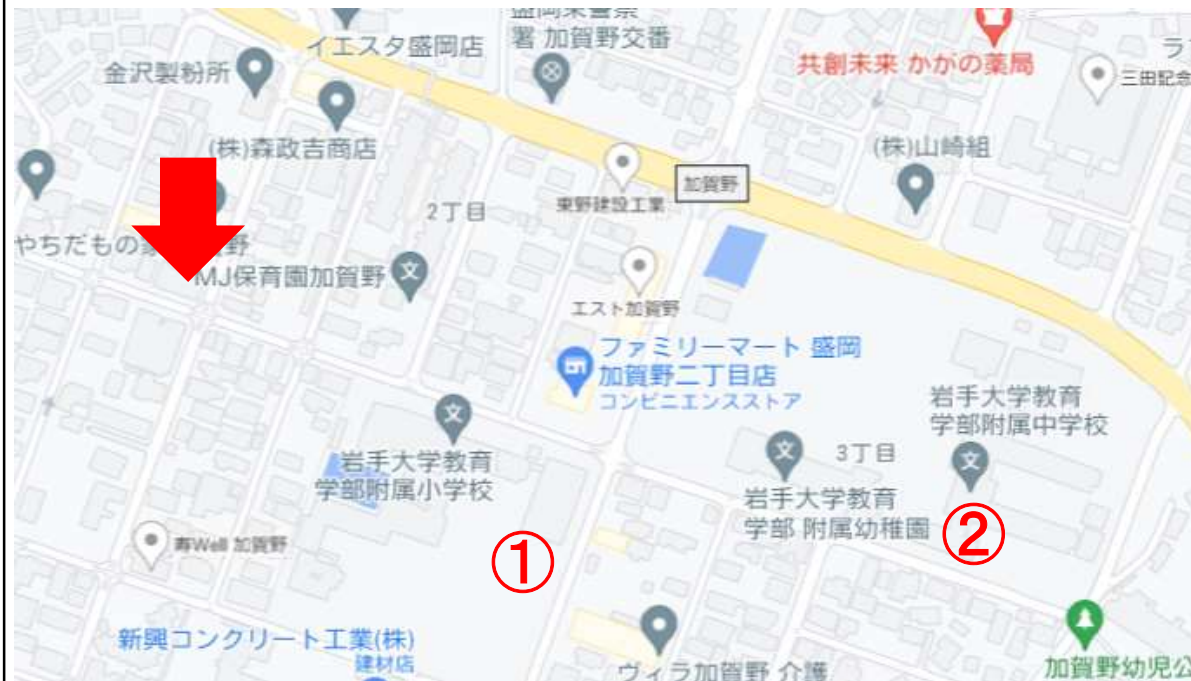 盛岡東警察
署 加賀野交番
イエスタ盛岡店
金沢製粉所
共創未来 かがの薬局
三田記念
(株)森政吉商店
(株)山崎組
加賀野
2丁目
東野建設工業
やちだもの家
野
MJ保育園加賀野
エスト加賀野
ファミリーマート 盛岡
加賀野二丁目店
コンビニエンスストア
岩手大学教育
学部附属中学校
3丁目
岩手大学教育
学部附属小学校
岩手大学教育
学部 附属幼稚園
①
②
寿Well 加賀野
新興コンクリート工業(株)
建材店
ヴィラ加賀野 介護
加賀野幼児公